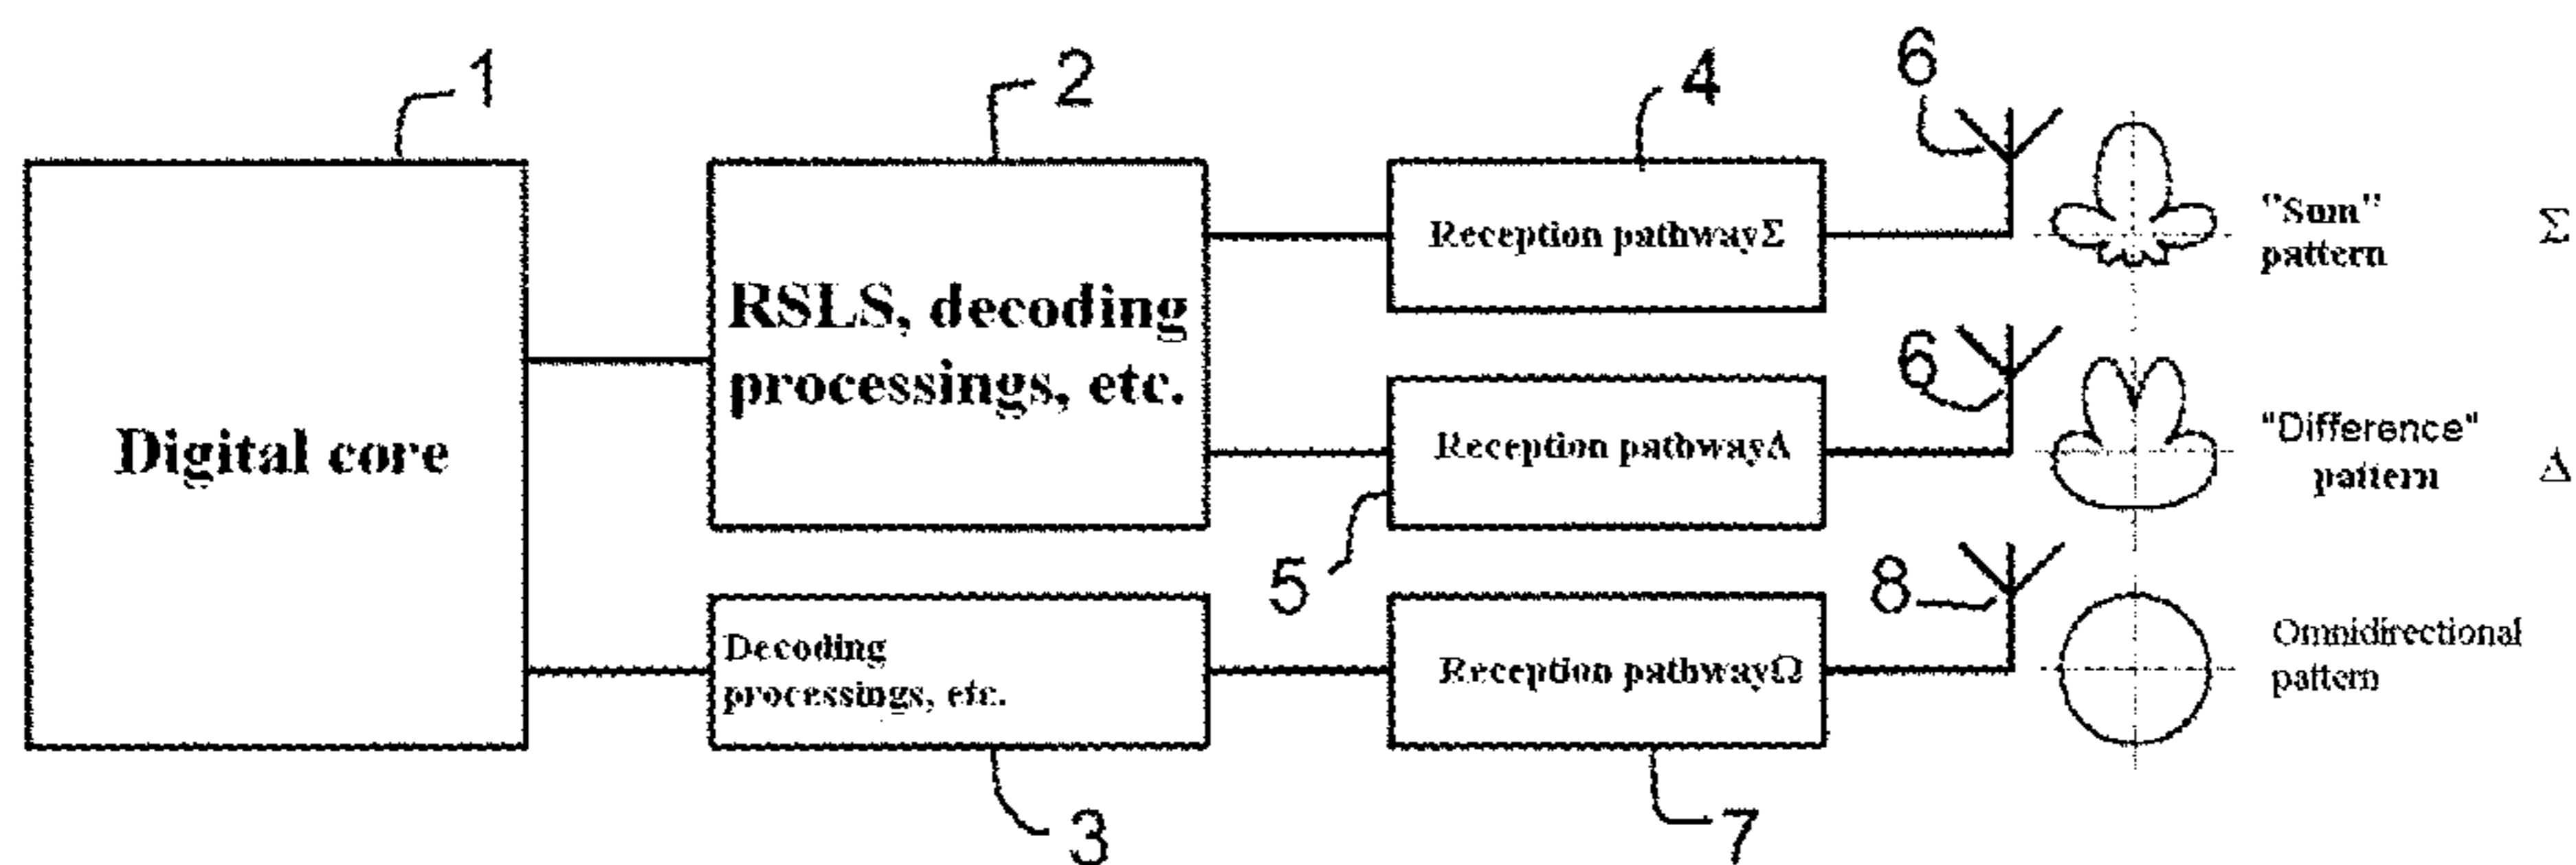 1
2
4
6
Digital core
RSLS, decoding
processings, etc.
Reception pathwayΣ
"Sum"
pattern
Σ
6
Reception pathwayΔ
"Difference"
pattern
Δ
5
8
Decoding
processings, etc.
Reception pathwayΩ
Omnidirectional
pattern
3
7